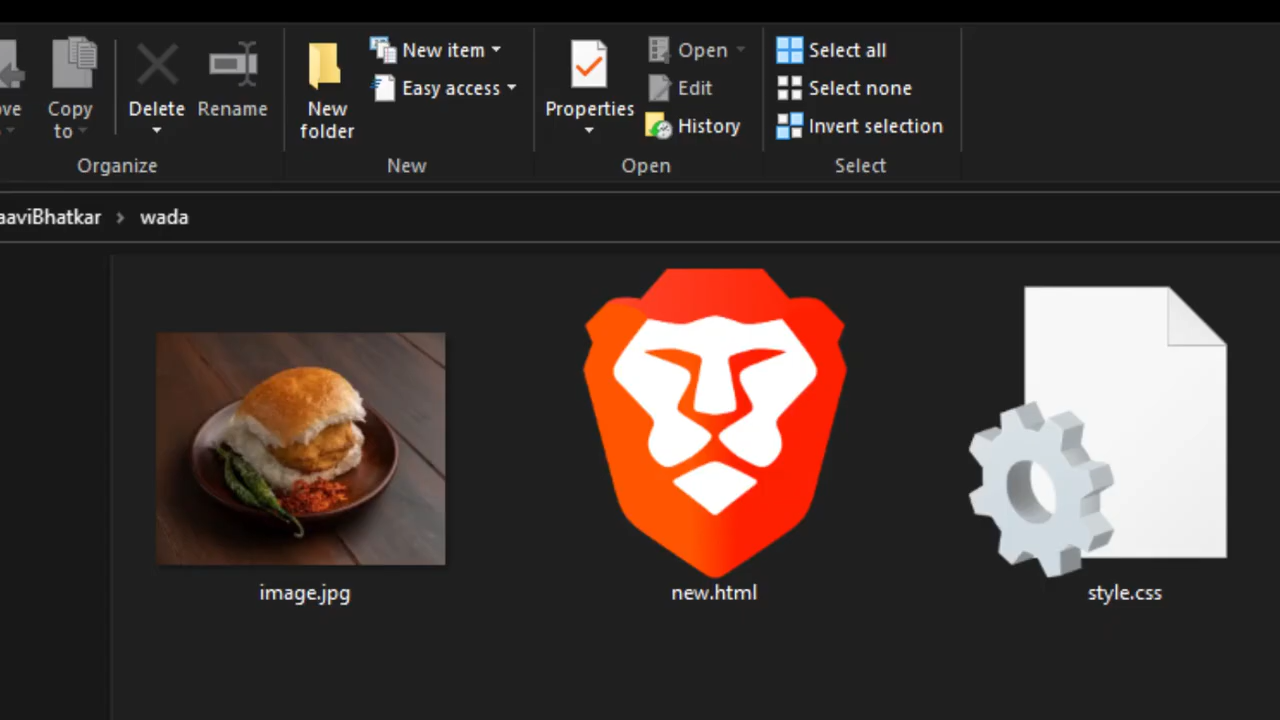 New item
Open
Select all
Easy access
Edit
Select none
Copy
to
Delete
Rename
New
folder
Properties
History
Invert selection
Organize
New
Open
Select
aaviBhatkar > wada
image.jpg
new.html
style.css